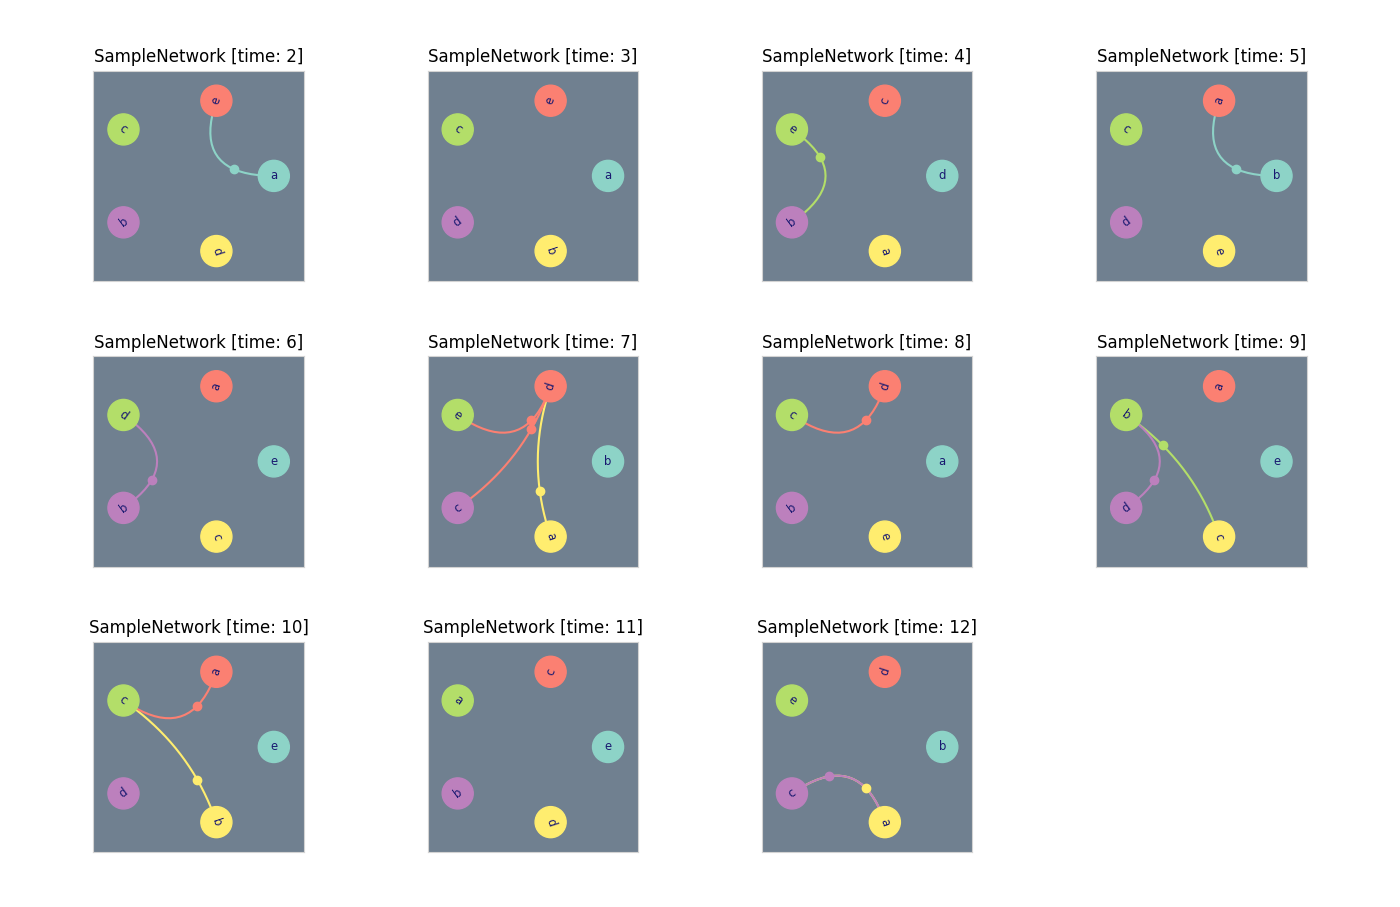 SampleNetwork [time: 2]
e
c
a
b
d
SampleNetwork [time: 3]
e
c
a
d
b
SampleNetwork [time: 4]
c
e
d
b
a
SampleNetwork [time: 5]
a
c
b
d
e
SampleNetwork [time: 6]
a
d
e
b
c
SampleNetwork [time: 7]
d
e
b
c
a
SampleNetwork [time: 8]
d
c
a
b
e
SampleNetwork [time: 9]
a
b
e
d
c
SampleNetwork [time: 10]
a
c
e
d
b
SampleNetwork [time: 11]
c
a
e
b
d
SampleNetwork [time: 12]
d
e
b
c
a